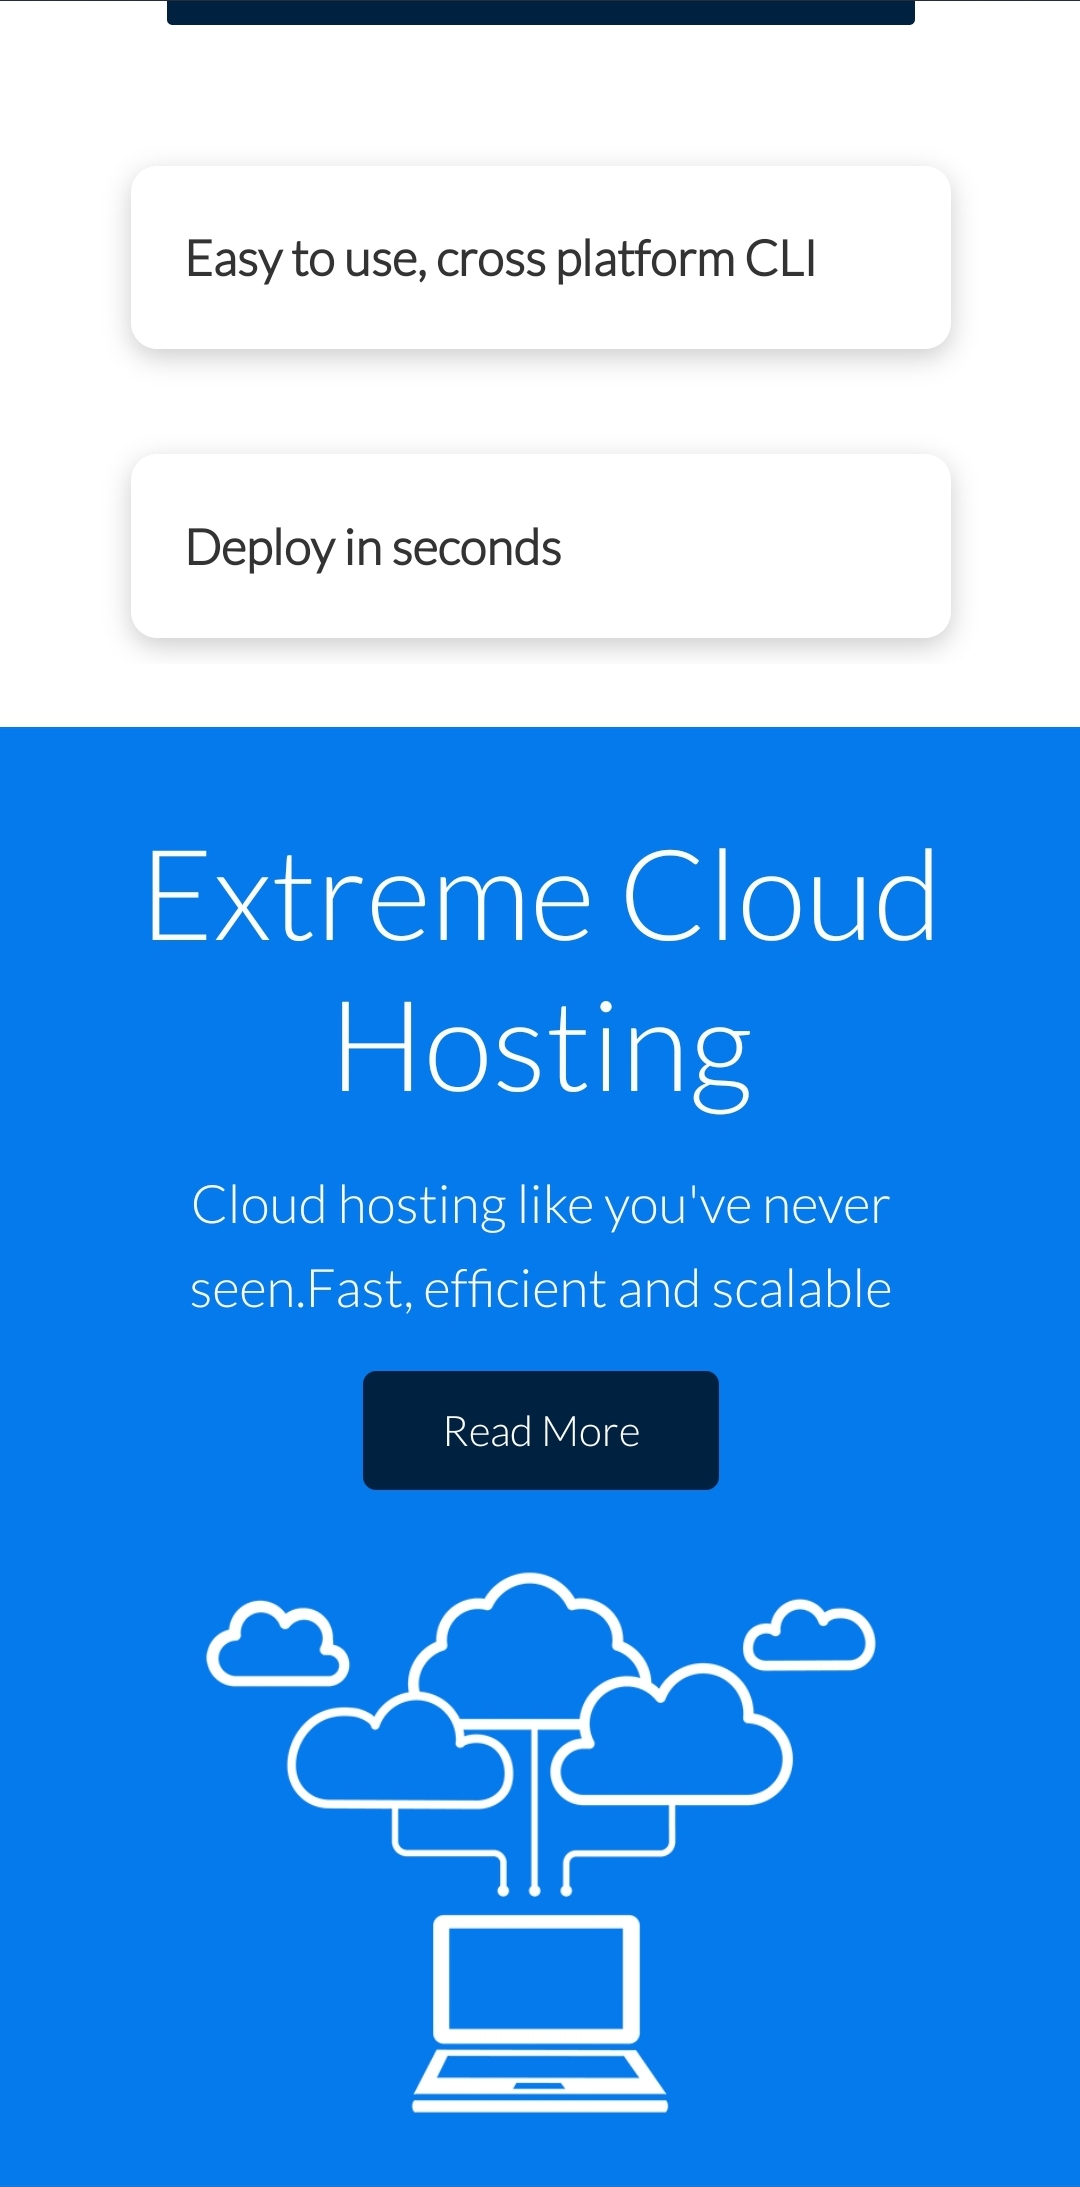 Easy to use, cross platform CLI
Deploy in seconds
Extreme Cloud
Hosting
Cloud hosting like you've never
seen.Fast, efficient and scalable
Read More